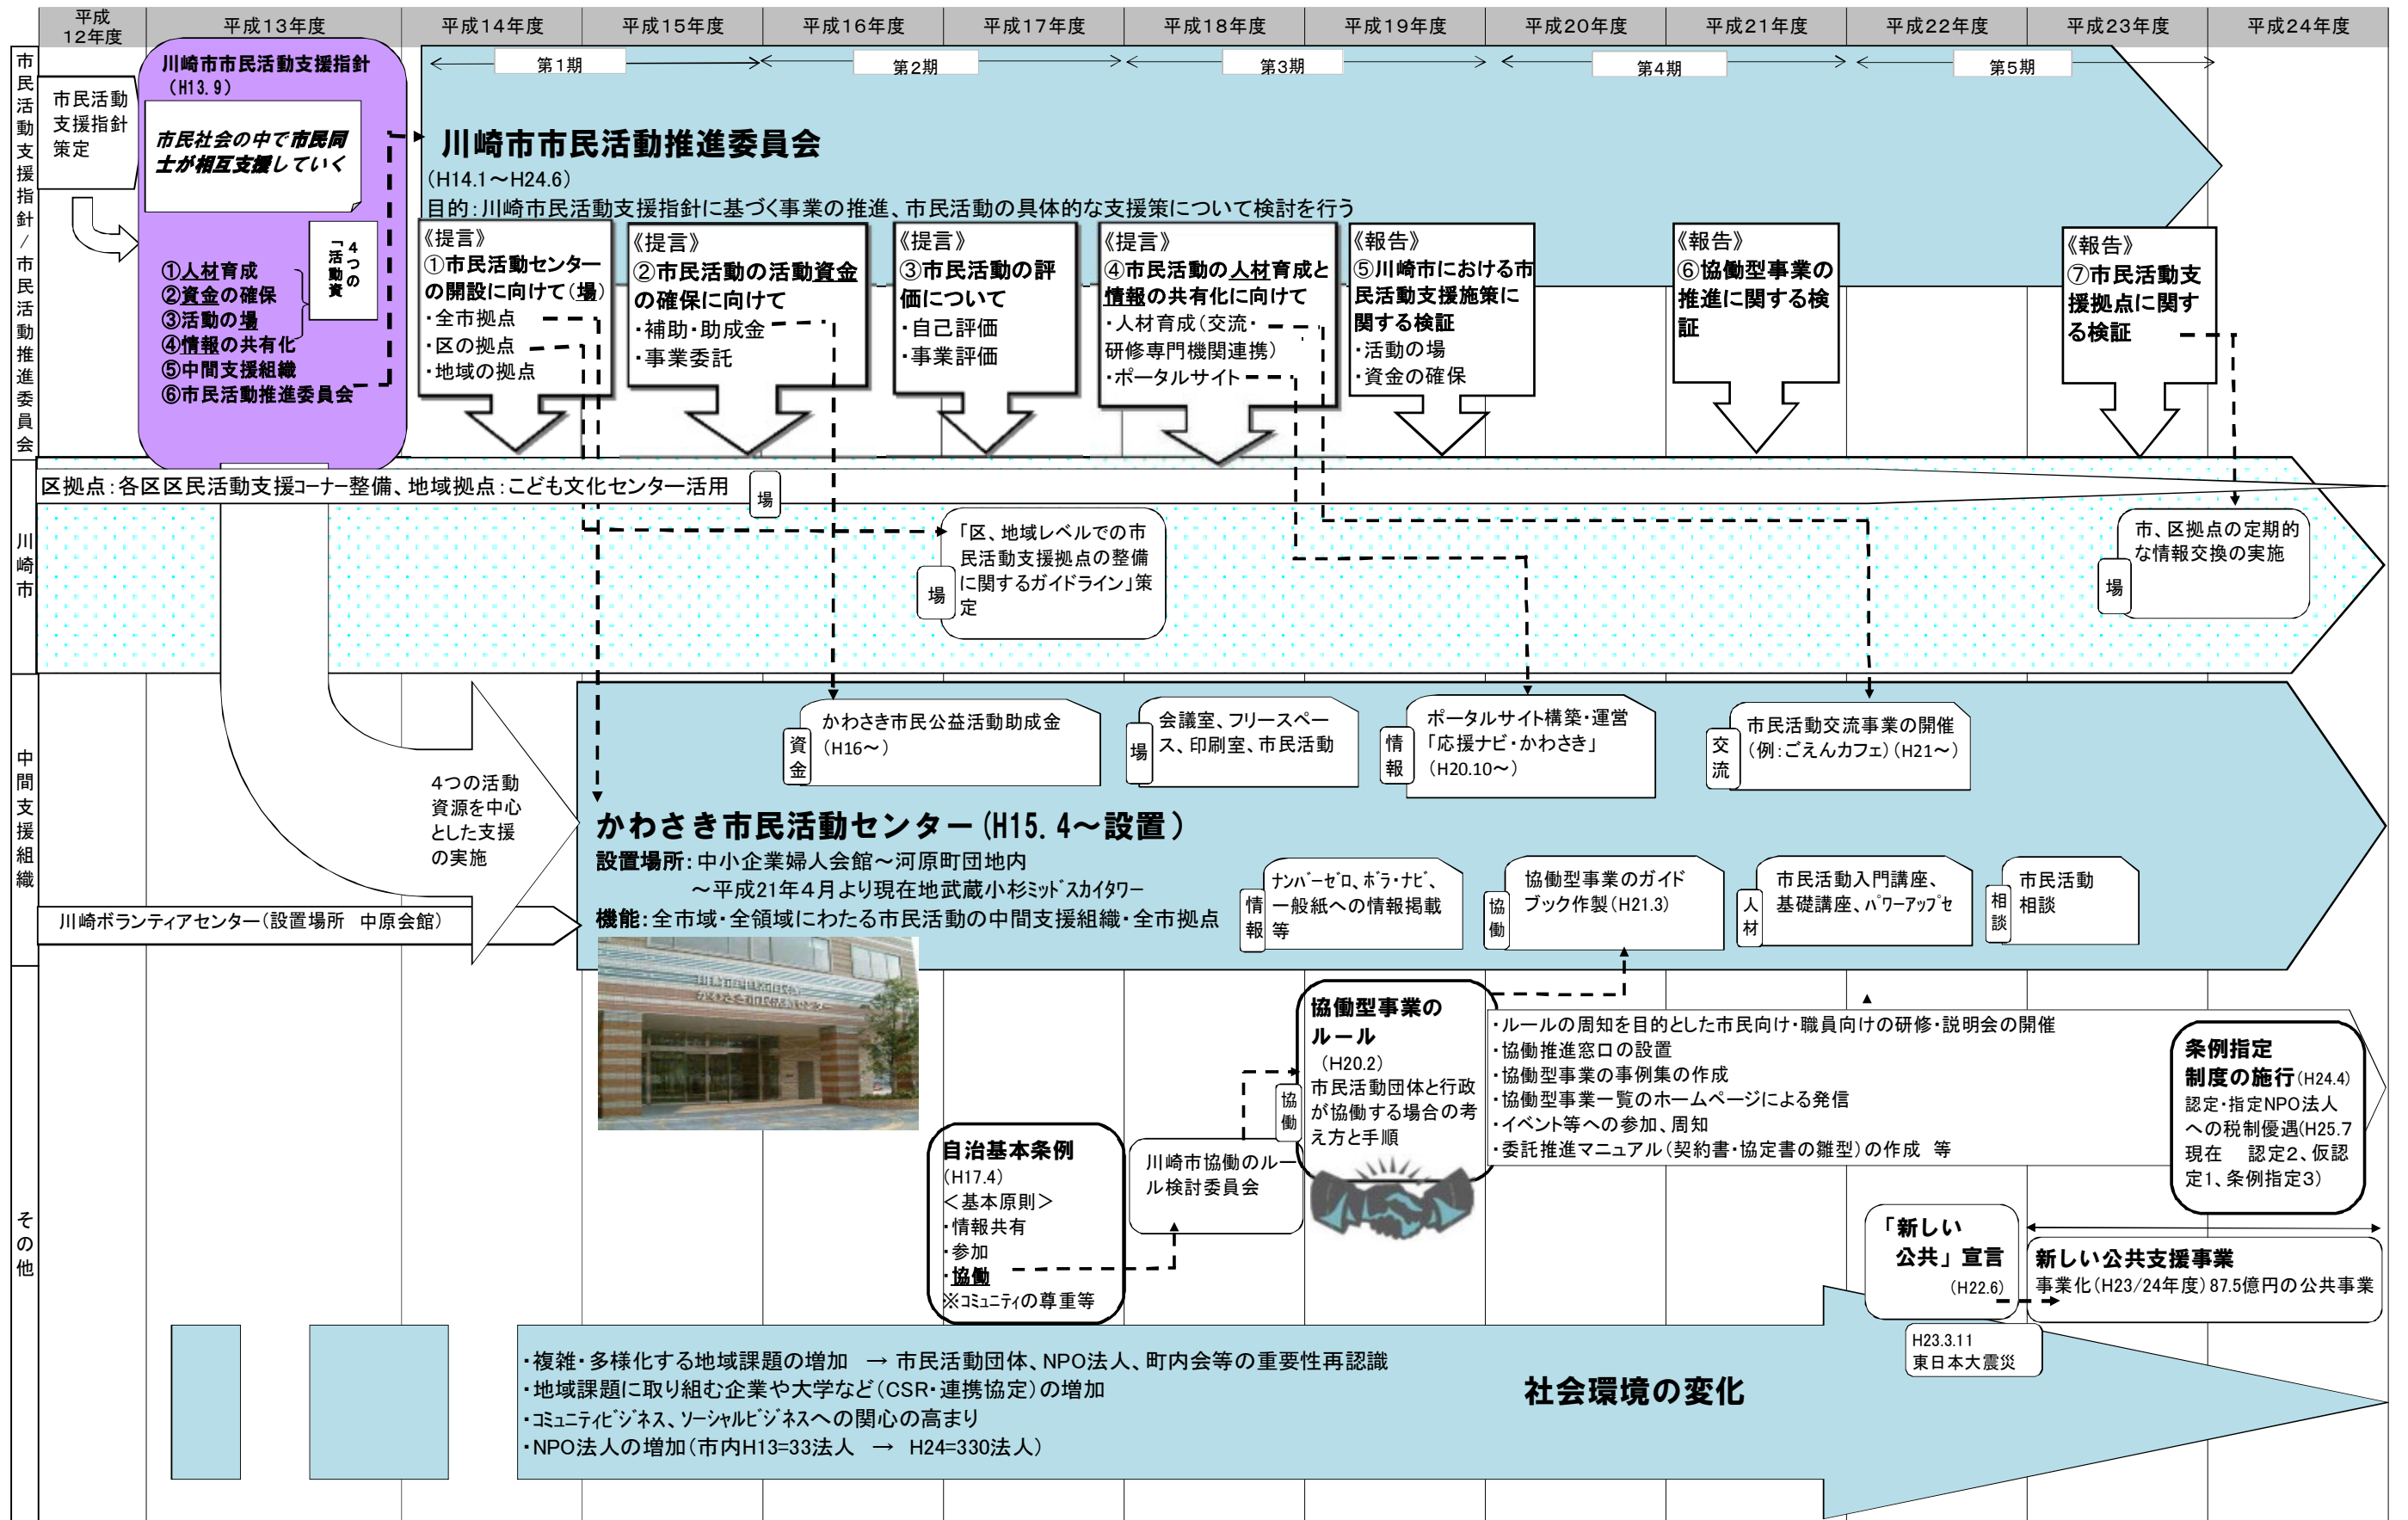 平成
12年度
平成13年度
平成14年度
平成15年度
平成16年度
平成17年度
平成18年度
平成19年度
平成20年度
平成21年度
平成22年度
平成23年度
平成24年度
市民活動支援指針/市民活動推進委員会
市民活動
支援指針
策定
川崎市市民活動支援指針
（H13.9）
市民社会の中で市民同
士が相互支援していく
4つの
「活動資
①人材育成
②資金の確保
③活動の場
④情報の共有化
⑤中間支援組織
⑥市民活動推進委員会
第1期
第2期
第3期
第4期
第5期
川崎市市民活動推進委員会
（H14.1～H24.6）
目的：川崎市民活動支援指針に基づく事業の推進、市民活動の具体的な支援策について検討を行う
《提言》
①市民活動センター
の開設に向けて（場）
・全市拠点
・区の拠点
・地域の拠点
《提言》
②市民活動の活動資金
の確保に向けて
・補助・助成金
・事業委託
《提言》
③市民活動の評
価について
・自己評価
・事業評価
《提言》
④市民活動の人材育成と
情報の共有化に向けて
・人材育成（交流・
研修専門機関連携）
・ポータルサイト
《報告》
⑤川崎市における市
民活動支援施策に
関する検証
・活動の場
・資金の確保
《報告》
⑥協働型事業の
推進に関する検
証
《報告》
⑦市民活動支
援拠点に関す
る検証
川崎市
区拠点：各区区民活動支援コーナー整備、地域拠点：こども文化センター活用
場
「区、地域レベルでの市
民活動支援拠点の整備
に関するガイドライン」策
定
場
市、区拠点の定期的
な情報交換の実施
場
中間支援組織
4つの活動
資源を中心
とした支援
の実施
川崎ボランティアセンター（設置場所　中原会館）
資金
かわさき市民公益活動助成金
（H16～）
場
会議室、フリースペー
ス、印刷室、市民活動
情報
ポータルサイト構築・運営
「応援ナビ・かわさき」
（H20.10～）
交流
市民活動交流事業の開催
（例：ごえんカフェ）（H21～）
かわさき市民活動センター（H15.4～設置）
設置場所：中小企業婦人会館～河原町団地内
～平成21年4月より現在地武蔵小杉ミッドスカイタワー
機能：全市域・全領域にわたる市民活動の中間支援組織・全市拠点
情報
ナンバーゼロ、ボラ・ナビ、
一般紙への情報掲載
等
協働
協働型事業のガイド
ブック作製（H21.3）
人材
市民活動入門講座、
基礎講座、パワーアップセ
相談
市民活動
相談
その他
自治基本条例
（H17.4）
＜基本原則＞
・情報共有
・参加
・協働
※コミュニティの尊重等
川崎市協働のルー
ル検討委員会
協働
協働型事業の
ルール
（H20.2）
市民活動団体と行政
が協働する場合の考
え方と手順
・ルールの周知を目的とした市民向け・職員向けの研修・説明会の開催
・協働推進窓口の設置
・協働型事業の事例集の作成
・協働型事業一覧のホームページによる発信
・イベント等への参加、周知
・委託推進マニュアル（契約書・協定書の雛型）の作成　等
条例指定
制度の施行（H24.4）
認定・指定NPO法人
への税制優遇（H25.7
現在　認定2、仮認
定1、条例指定3）
「新しい
公共」宣言
（H22.6）
新しい公共支援事業
事業化（H23/24年度）87.5億円の公共事業
H23.3.11
東日本大震災
・複雑・多様化する地域課題の増加　→　市民活動団体、NPO法人、町内会等の重要性再認識
・地域課題に取り組む企業や大学など（CSR・連携協定）の増加
・コミュニティビジネス、ソーシャルビジネスへの関心の高まり
・NPO法人の増加（市内H13=33法人　→　H24=330法人）
社会環境の変化